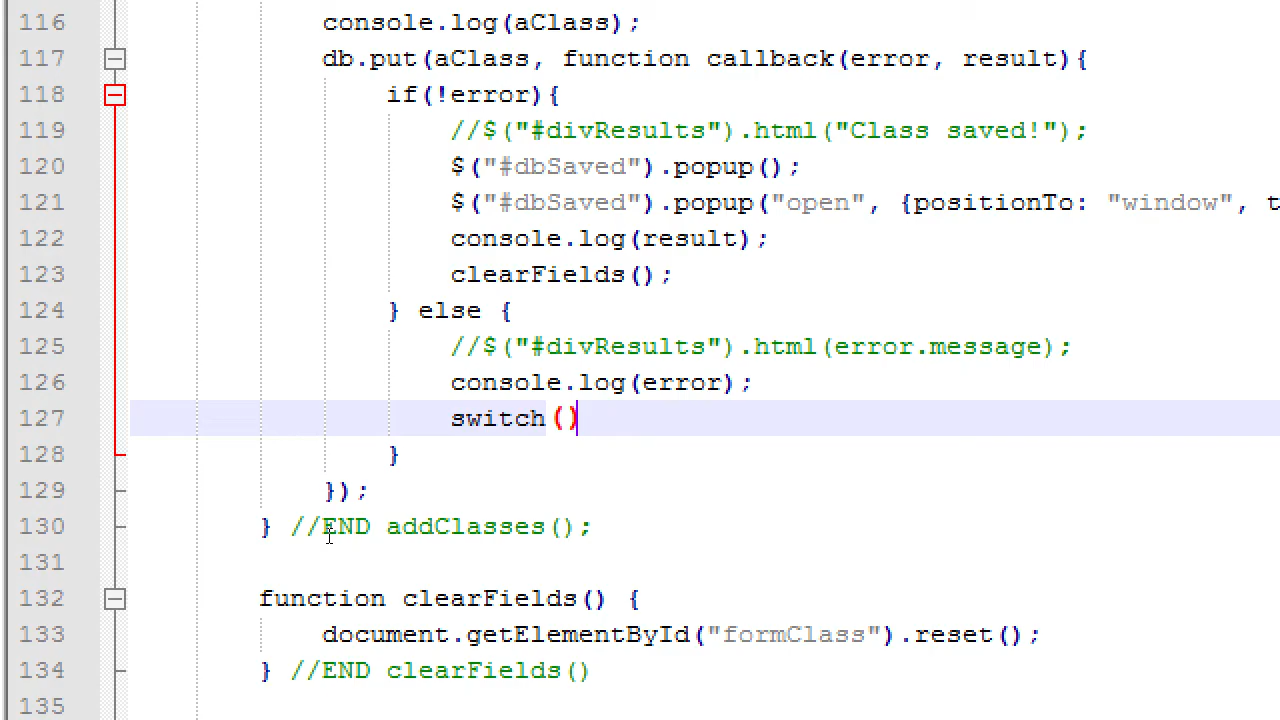 116 console.log(aClass);
117 db.put(aClass, function callback(error, result){
118 if(!error){
119 //$("#divResults").html("Class saved!");
120 $("#dbSaved").popup();
121 $("#dbSaved").popup("open", {positionTo: "window", t
122 console.log(result);
123 clearFields();
124 } else {
125 //$("#divResults").html(error.message);
126 console.log(error);
127 switch()
128 }
129 });
130 } //END addClasses();
131
132 function clearFields() {
133 document.getElementById("formClass").reset();
134 } //END clearFields()
135